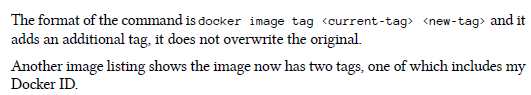 The format of the command is docker image tag <current-tag> <new-tag> and it
adds an additional tag, it does not overwrite the original.
Another image listing shows the image now has two tags, one of which includes my
Docker ID.